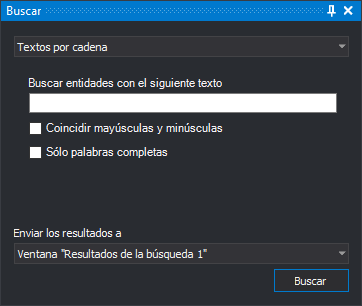 Buscar
Textos por cadena
Buscar entidades con el siguiente texto
Coincidir mayúsculas y minúsculas
Sólo palabras completas
Enviar los resultados a
Ventana "Resultados de la búsqueda 1"
Buscar